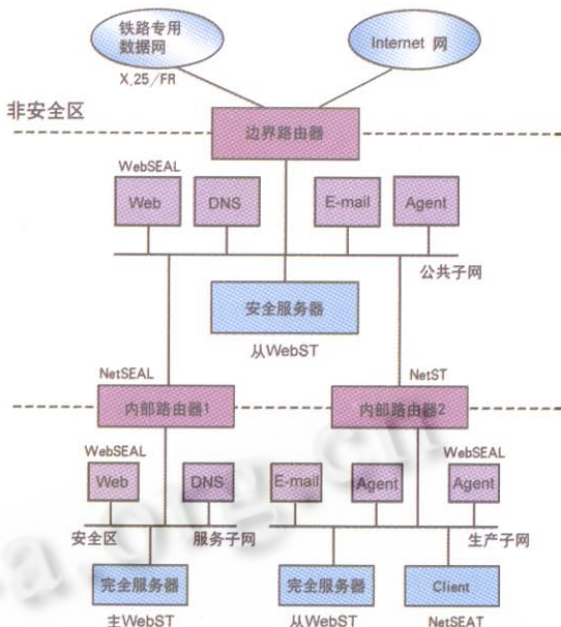 铁路专用
数据网
Internet 网
X.25/FR
非安全区
边界路由器
WebSEAL
Web
DNS
E-mail
Agent
公共子网
安全服务器
从WebST
NetSEAL
NetST
内部路由器1
内部路由器2
WebSEAL
WebSEAL
Web
DNS
E-mail
Agent
Agent
安全区
服务子网
生产子网
完全服务器
完全服务器
Client
主WebST
从WebST
NetSEAT